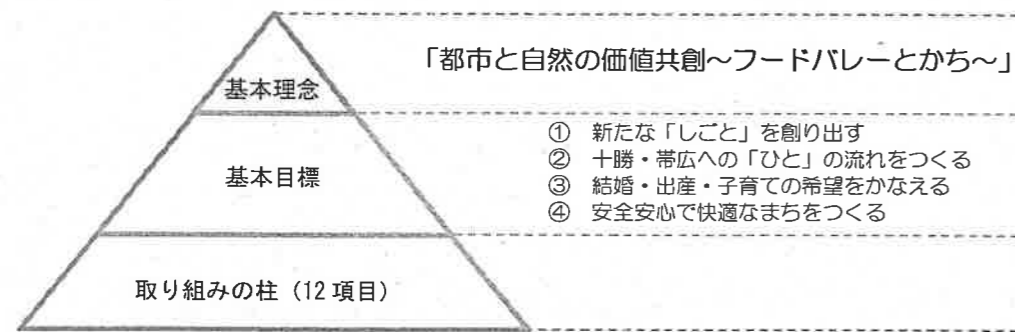 「都市と自然の価値共創~フードバレーとかち~」
基本理念
① 新たな「しごと」を創り出す
② 十勝・帯広への「ひと」の流れをつくる
基本目標
③ 結婚・出産・子育ての希望をかなえる
④ 安全安心で快適なまちをつくる
取り組みの柱(12項目)